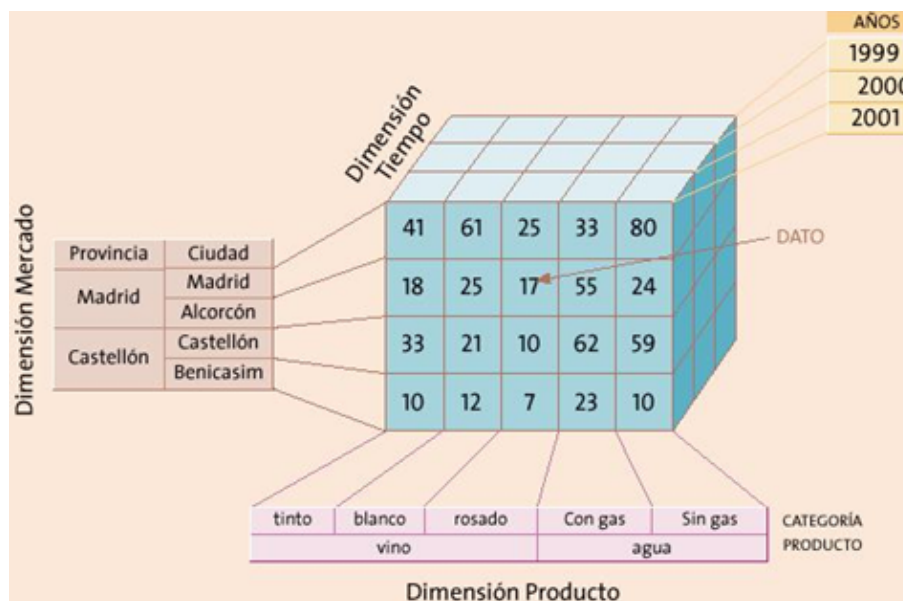 AÑOS
1999
2000
2001
Dimensión
Tiempo
Dimensión Mercado
Provincia Ciudad
Madrid Madrid
Alcorcón
Castellón Castellón
Benicasim
41 61 25 33 80
DATO
18 25 17 55 24
33 21 10 62 59
10 12 7 23 10
tinto blanco rosado Con gas Sin gas CATEGORÍA
vino agua PRODUCTO
Dimensión Producto